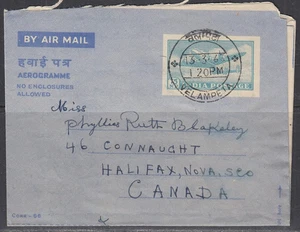 BY AIR MAIL
हवाई पत्र
AEROGRAMME
NO ENCLOSURES
ALLOWED
1.20PM
INDIA POSTAGE
VELAMPETA
Miss
Phyllis Ruth Blakeley
46 CONNAUGHT
HALIFAX, NOVA. SCO
CANADA